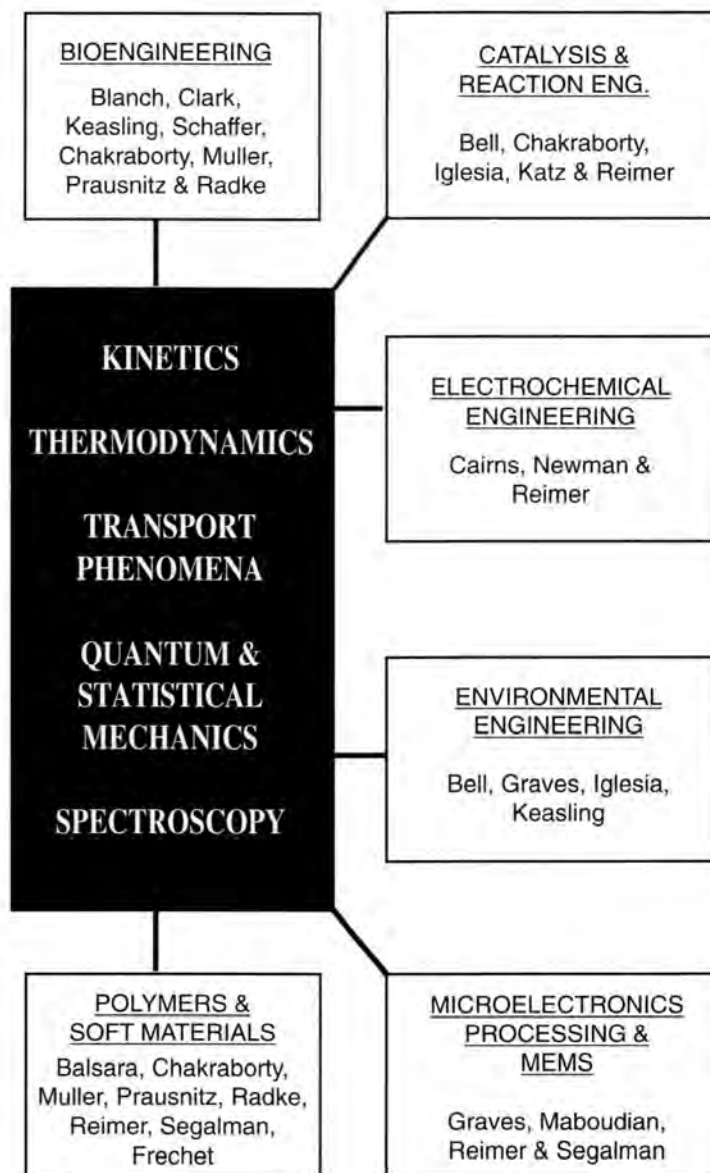 BIOENGINEERING
Blanch, Clark,
Keasling, Schaffer,
Chakraborty, Muller,
Prausnitz & Radke
CATALYSIS &
REACTION ENG.
Bell, Chakraborty,
Iglesia, Katz & Reimer
KINETICS
THERMODYNAMICS
TRANSPORT
PHENOMENA
QUANTUM &
STATISTICAL
MECHANICS
SPECTROSCOPY
ELECTROCHEMICAL
ENGINEERING
Cairns, Newman &
Reimer
ENVIRONMENTAL
ENGINEERING
Bell, Graves, Iglesia,
Keasling
POLYMERS &
SOFT MATERIALS
Balsara, Chakraborty,
Muller, Prausnitz, Radke,
Reimer, Segalman,
Frechet
MICROELECTRONICS
PROCESSING &
MEMS
Graves, Maboudian,
Reimer & Segalman